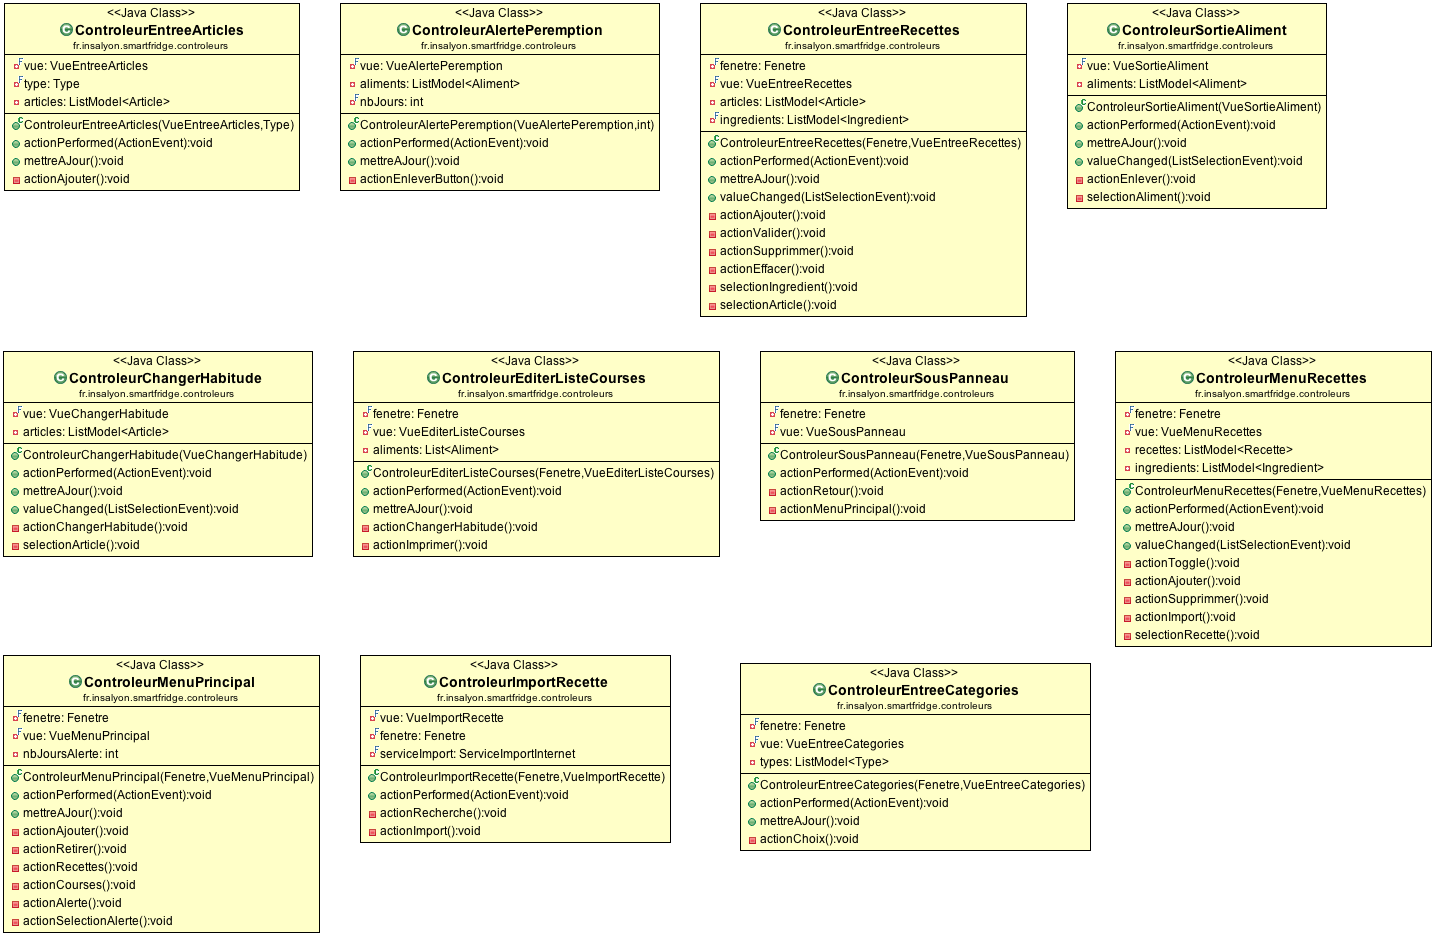 <<Java Class>>
ControleurEntreeArticles
fr.insalyon.smartfridge.controleurs
vue: VueEntreeArticles
type: Type
articles: ListModel<Article>
ControleurEntreeArticles(VueEntreeArticles,Type)
actionPerformed(ActionEvent):void
mettreAJour():void
actionAjouter():void
<<Java Class>>
ControleurAlertePeremption
fr.insalyon.smartfridge.controleurs
vue: VueAlertePeremption
aliments: ListModel<Aliment>
nbJours: int
ControleurAlertePeremption(VueAlertePeremption,int)
actionPerformed(ActionEvent):void
mettreAJour():void
actionEnleverButton():void
<<Java Class>>
ControleurEntreeRecettes
fr.insalyon.smartfridge.controleurs
fenetre: Fenetre
vue: VueEntreeRecettes
articles: ListModel<Article>
ingredients: ListModel<Ingredient>
ControleurEntreeRecettes(Fenetre,VueEntreeRecettes)
actionPerformed(ActionEvent):void
mettreAJour():void
valueChanged(ListSelectionEvent):void
actionAjouter():void
actionValider():void
actionSupprimmer():void
actionEffacer():void
selectionIngredient():void
selectionArticle():void
<<Java Class>>
ControleurSortieAliment
fr.insalyon.smartfridge.controleurs
vue: VueSortieAliment
aliments: ListModel<Aliment>
ControleurSortieAliment(VueSortieAliment)
actionPerformed(ActionEvent):void
mettreAJour():void
valueChanged(ListSelectionEvent):void
actionEnlever():void
selectionAliment():void
<<Java Class>>
ControleurChangerHabitude
fr.insalyon.smartfridge.controleurs
vue: VueChangerHabitude
articles: ListModel<Article>
ControleurChangerHabitude(VueChangerHabitude)
actionPerformed(ActionEvent):void
mettreAJour():void
valueChanged(ListSelectionEvent):void
actionChangerHabitude():void
selectionArticle():void
<<Java Class>>
ControleurEditerListeCourses
fr.insalyon.smartfridge.controleurs
fenetre: Fenetre
vue: VueEditerListeCourses
aliments: List<Aliment>
ControleurEditerListeCourses(Fenetre,VueEditerListeCourses)
actionPerformed(ActionEvent):void
mettreAJour():void
actionChangerHabitude():void
actionImprimer():void
<<Java Class>>
ControleurSousPanneau
fr.insalyon.smartfridge.controleurs
fenetre: Fenetre
vue: VueSousPanneau
ControleurSousPanneau(Fenetre,VueSousPanneau)
actionPerformed(ActionEvent):void
actionRetour():void
actionMenuPrincipal():void
<<Java Class>>
ControleurMenuRecettes
fr.insalyon.smartfridge.controleurs
fenetre: Fenetre
vue: VueMenuRecettes
recettes: ListModel<Recette>
ingredients: ListModel<Ingredient>
ControleurMenuRecettes(Fenetre,VueMenuRecettes)
actionPerformed(ActionEvent):void
mettreAJour():void
valueChanged(ListSelectionEvent):void
actionToggle():void
actionAjouter():void
actionSupprimmer():void
actionImport():void
selectionRecette():void
<<Java Class>>
ControleurMenuPrincipal
fr.insalyon.smartfridge.controleurs
fenetre: Fenetre
vue: VueMenuPrincipal
nbJoursAlerte: int
ControleurMenuPrincipal(Fenetre,VueMenuPrincipal)
actionPerformed(ActionEvent):void
mettreAJour():void
actionAjouter():void
actionRetirer():void
actionRecettes():void
actionCourses():void
actionAlerte():void
actionSelectionAlerte():void
<<Java Class>>
ControleurImportRecette
fr.insalyon.smartfridge.controleurs
vue: VueImportRecette
fenetre: Fenetre
serviceImport: ServiceImportInternet
ControleurImportRecette(Fenetre,VueImportRecette)
actionPerformed(ActionEvent):void
actionRecherche():void
actionImport():void
<<Java Class>>
ControleurEntreeCategories
fr.insalyon.smartfridge.controleurs
fenetre: Fenetre
vue: VueEntreeCategories
types: ListModel<Type>
ControleurEntreeCategories(Fenetre,VueEntreeCategories)
actionPerformed(ActionEvent):void
mettreAJour():void
actionChoix():void